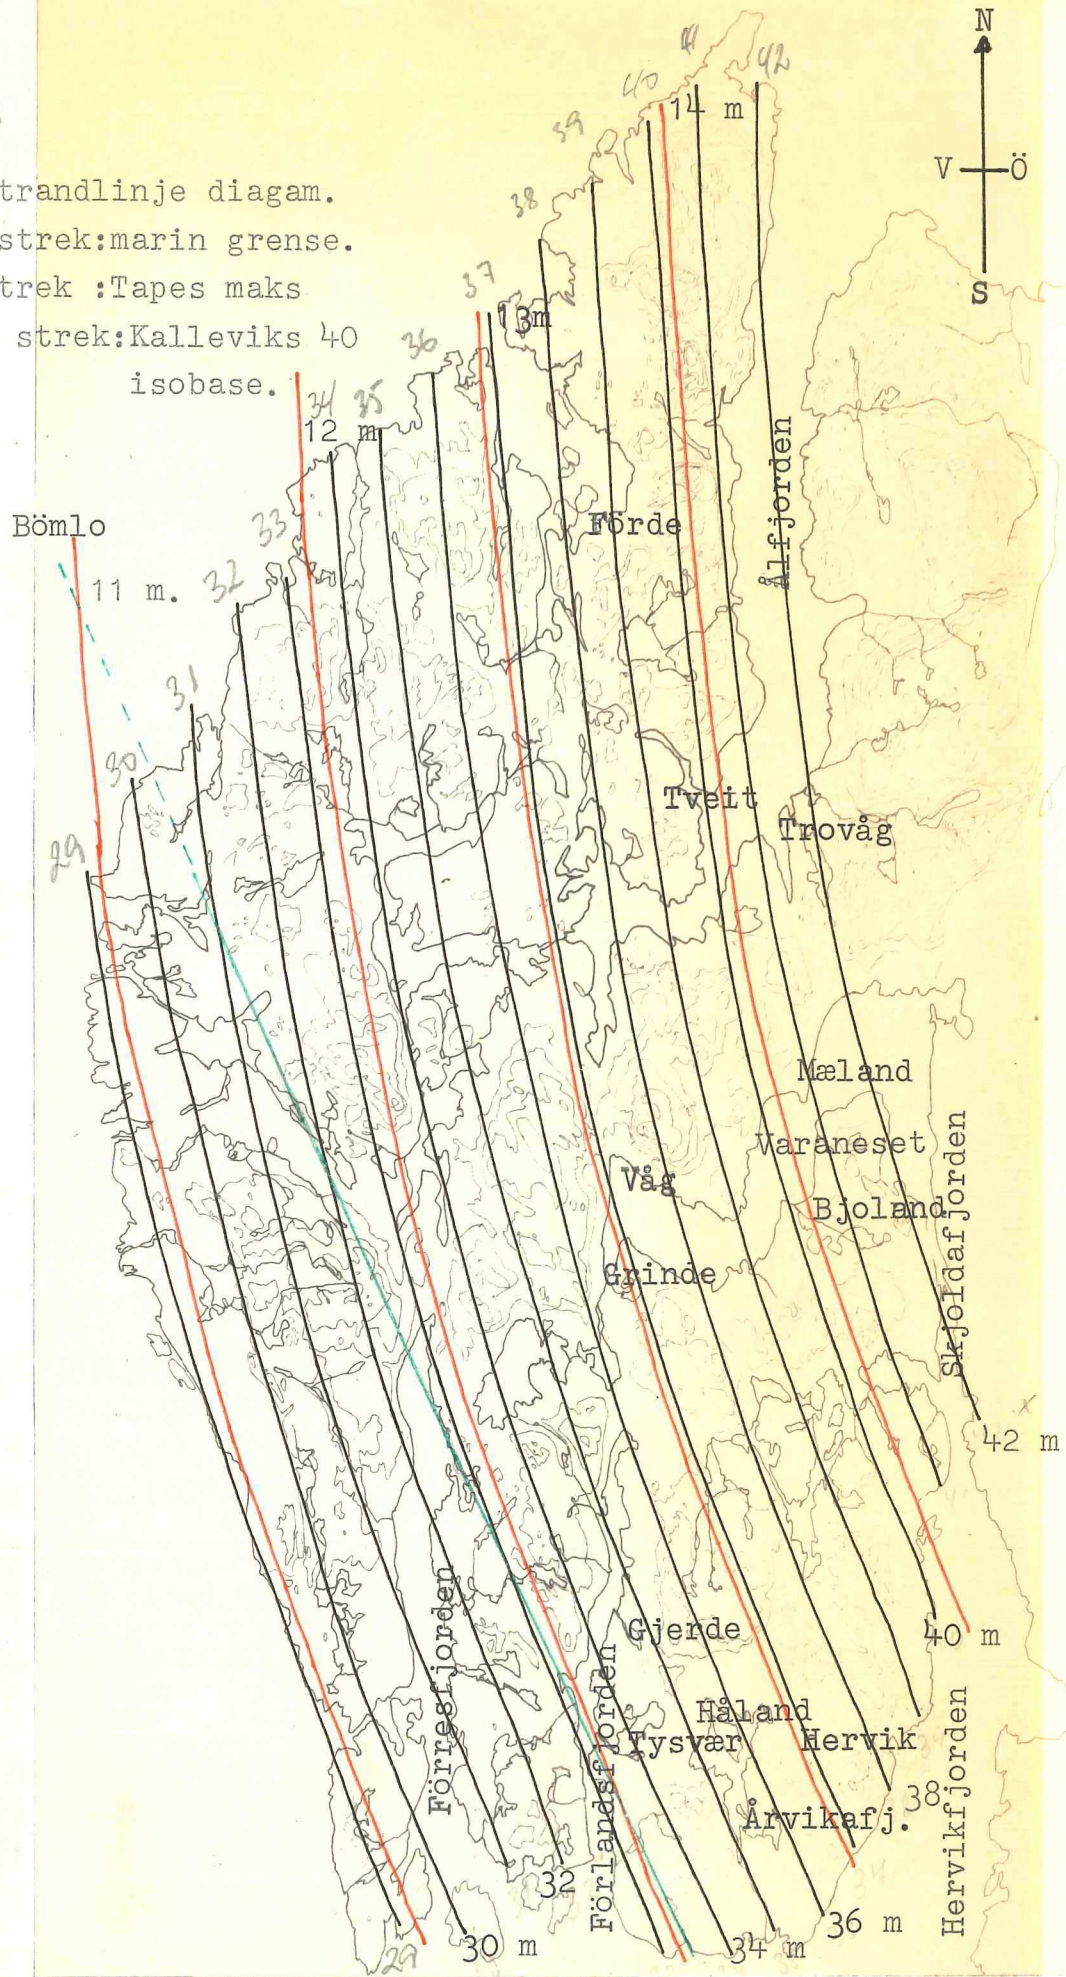 N
V Ö
S
trandlinje diagam.
strek:marin grense.
trek :Tapes maks
strek:Kalleviks 40
isobase.
42
41
40
14 m
39
38
37
13m
36
35
34
12 m
33
32
31
30
29
Bömlo
11 m.
Förde
Ålfjorden
Tveit
Trovåg
Mæland
Varaneset
Bjoland
Våg
Grinde
Skjoldafjorden
42 m
40 m
Gjerde
Håland
Tysvær
Hervik
38
Årvikafj.
Hervikfjorden
Förresfjorden
Förlandsfjorden
36 m
34 m
32
30 m
29